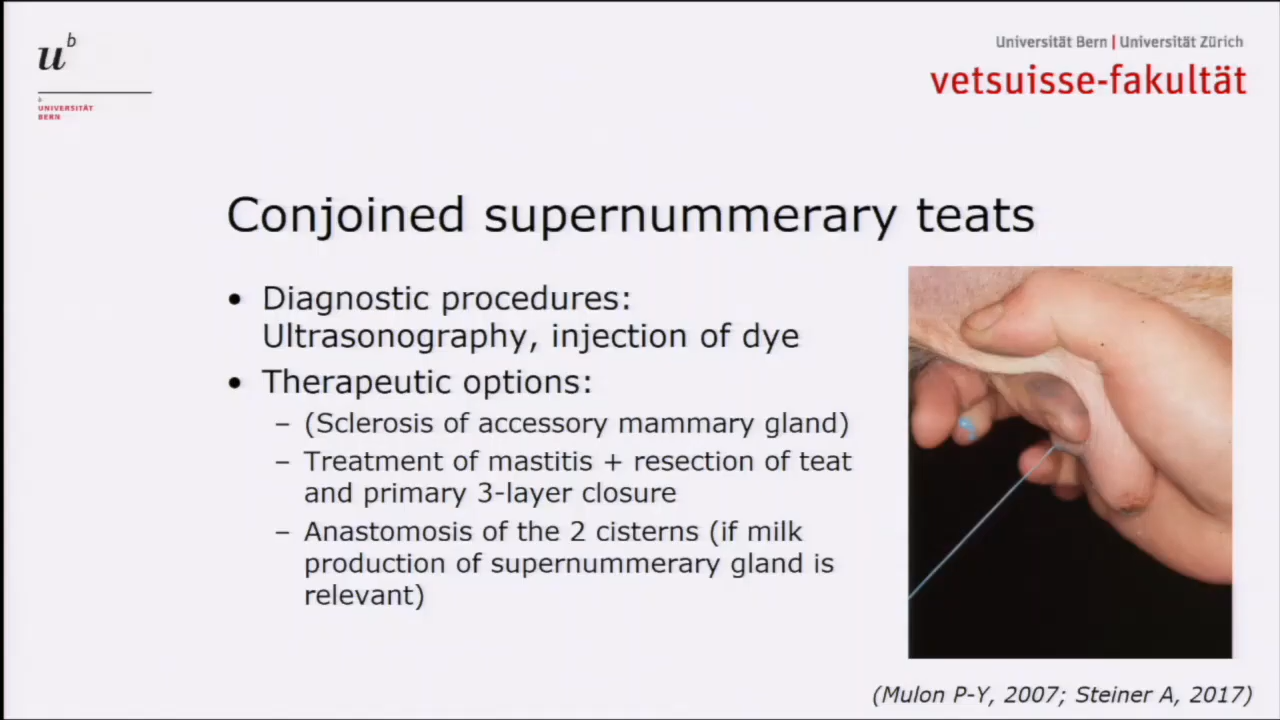 u^b
b
UNIVERSITÄT
BERN
Universität Bern | Universität Zürich
vetsuisse-fakultät
Conjoined supernummerary teats
• Diagnostic procedures:
Ultrasonography, injection of dye
• Therapeutic options:
– (Sclerosis of accessory mammary gland)
– Treatment of mastitis + resection of teat
and primary 3-layer closure
– Anastomosis of the 2 cisterns (if milk
production of supernummerary gland is
relevant)
(Mulon P-Y, 2007; Steiner A, 2017)